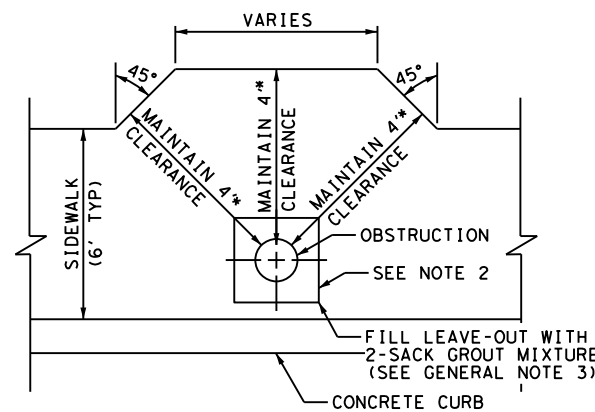 VARIES
45°
45°
MAINTAIN 4'*
CLEARANCE
MAINTAIN 4'*
CLEARANCE
MAINTAIN 4'*
CLEARANCE
SIDEWALK
(6' TYP)
OBSTRUCTION
SEE NOTE 2
FILL LEAVE-OUT WITH
2-SACK GROUT MIXTURE
(SEE GENERAL NOTE 3)
CONCRETE CURB